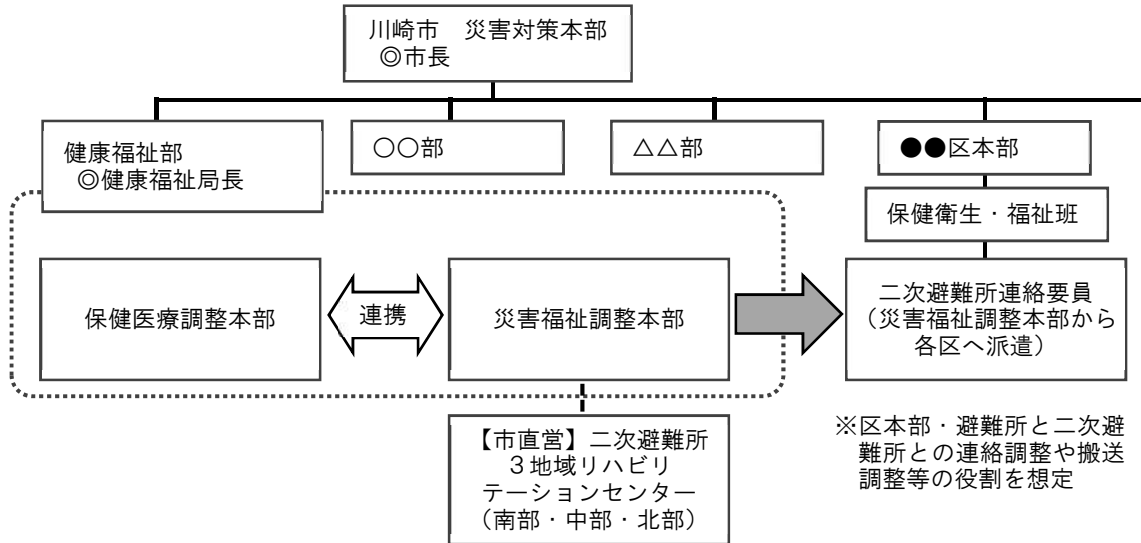 川崎市　災害対策本部
◎市長
健康福祉部
◎健康福祉局長
○○部
△△部
●●区本部
保健衛生・福祉班
保健医療調整本部
連携
災害福祉調整本部
二次避難所連絡要員
（災害福祉調整本部から
各区へ派遣）
【市直営】二次避難所
３地域リハビリ
テーションセンター
（南部・中部・北部）
※区本部・避難所と二次避
難所との連絡調整や搬送
調整等の役割を想定